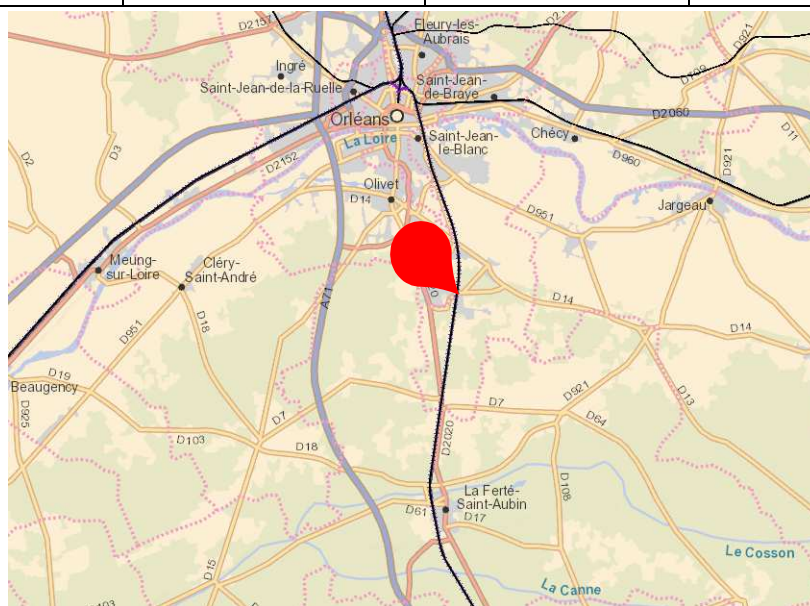 D2157
Fleury-les-
Aubrais
D921
Ingré
Saint-Jean-de-la-Ruelle
Saint-Jean-
de-Braye
D2060
Orléans
Saint-Jean-
le-Blanc
Chécy
D921
D11
D2
D3
La Loire
D2152
D960
Olivet
D14
D951
Jargeau
Meung-
sur-Loire
Cléry-
Saint-André
A71
D14
D951
D18
D14
D19
Beaugency
D925
D7
D7
D921
D13
D64
D103
D18
D2020
D108
La Ferté-
Saint-Aubin
D61
D17
D15
Le Cosson
La Canne